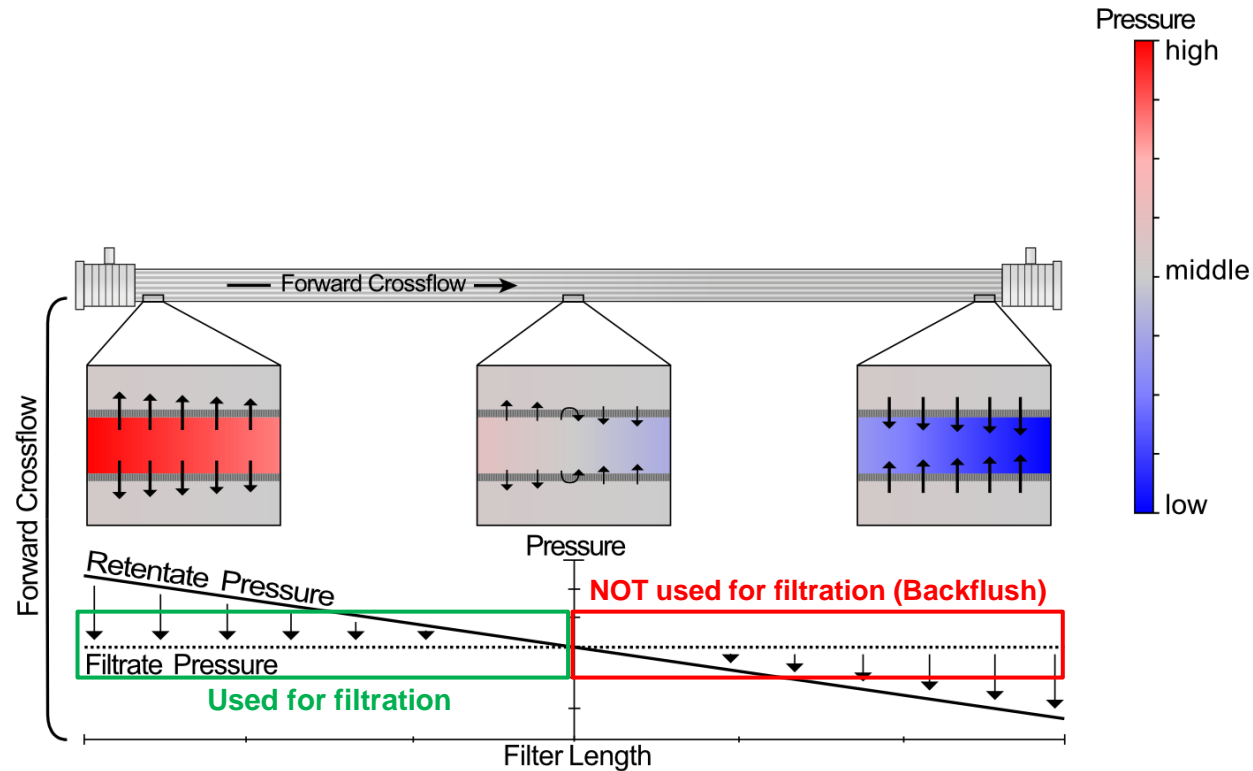 Pressure
high
middle
low
Forward Crossflow
Forward Crossflow
Pressure
Retentate Pressure
NOT used for filtration (Backflush)
Filtrate Pressure
Used for filtration
Filter Length